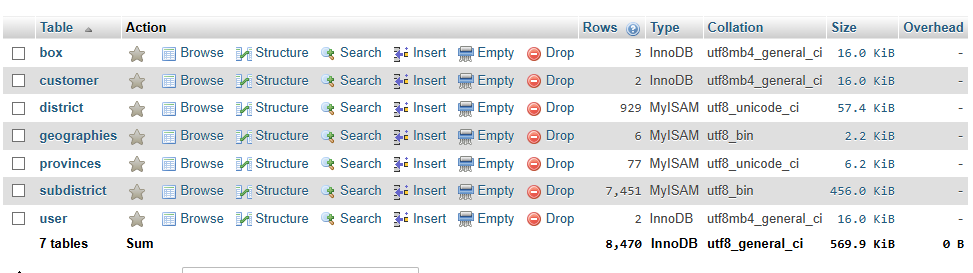 Table Action Rows Type Collation Size Overhead
box Browse Structure Search Insert Empty Drop 3 InnoDB utf8mb4_general_ci 16.0 KiB -
customer Browse Structure Search Insert Empty Drop 2 InnoDB utf8mb4_general_ci 16.0 KiB -
district Browse Structure Search Insert Empty Drop 929 MyISAM utf8_unicode_ci 57.4 KiB -
geographies Browse Structure Search Insert Empty Drop 6 MyISAM utf8_bin 2.2 KiB -
provinces Browse Structure Search Insert Empty Drop 77 MyISAM utf8_unicode_ci 6.2 KiB -
subdistrict Browse Structure Search Insert Empty Drop 7,451 MyISAM utf8_bin 456.0 KiB -
user Browse Structure Search Insert Empty Drop 2 InnoDB utf8mb4_general_ci 16.0 KiB -
7 tables Sum 8,470 InnoDB utf8_general_ci 569.9 KiB 0 B